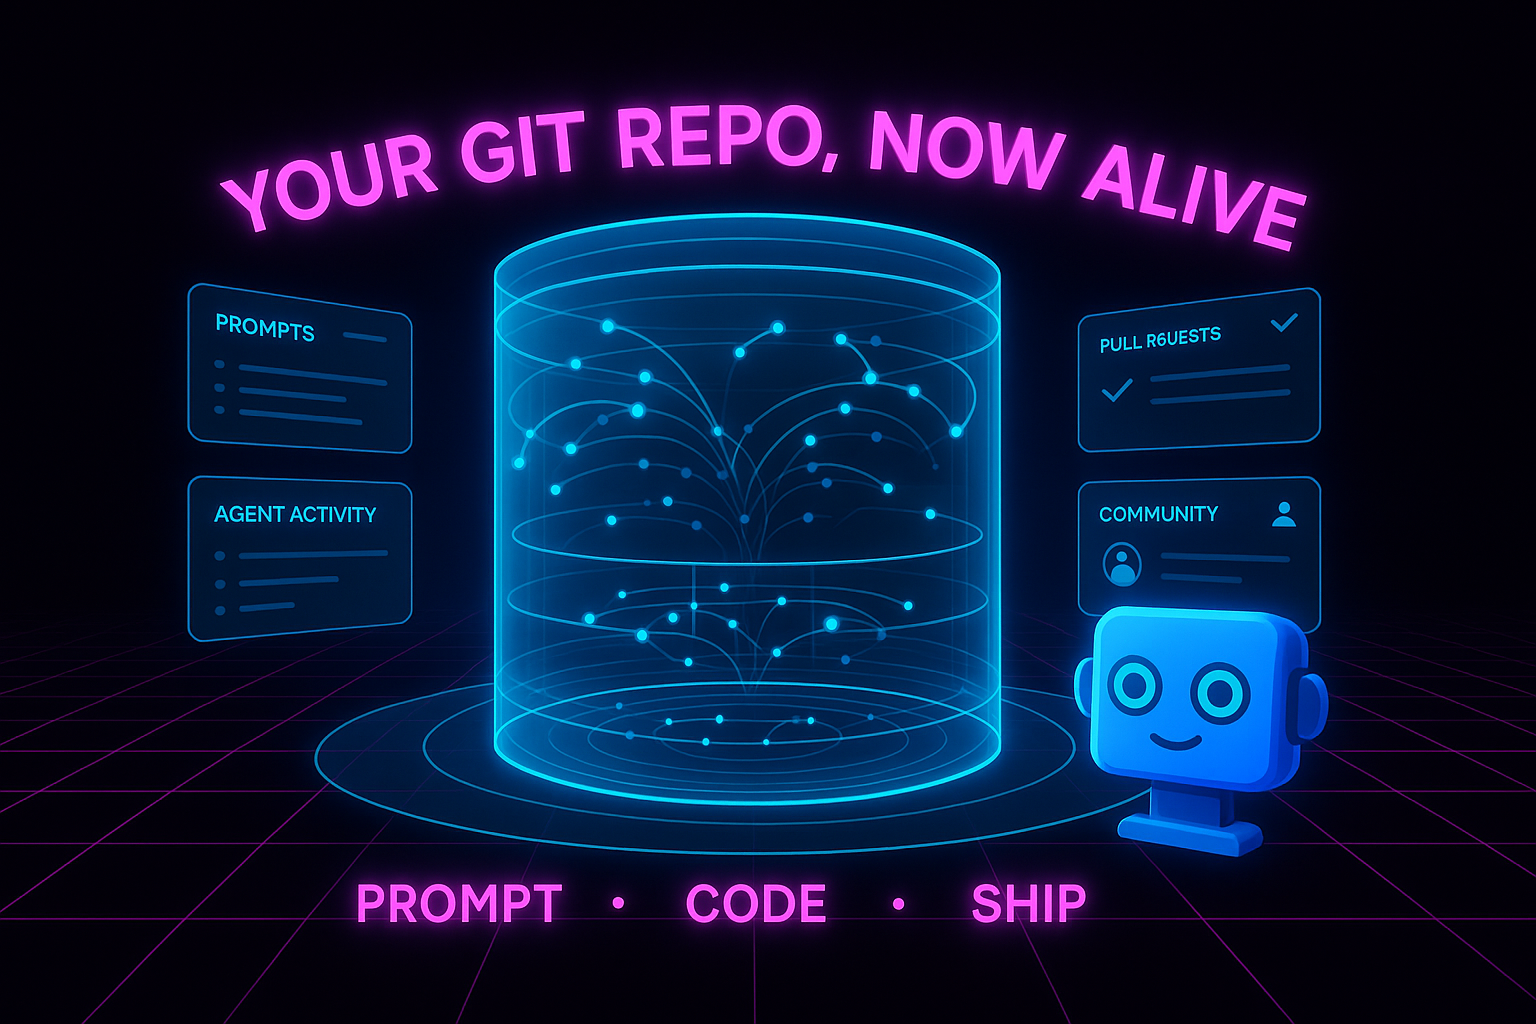 YOUR GIT REPO, NOW ALIVE
PROMPTS
PULL R6UESTS
AGENT ACTIVITY
COMMUNITY
PROMPT • CODE • SHIP